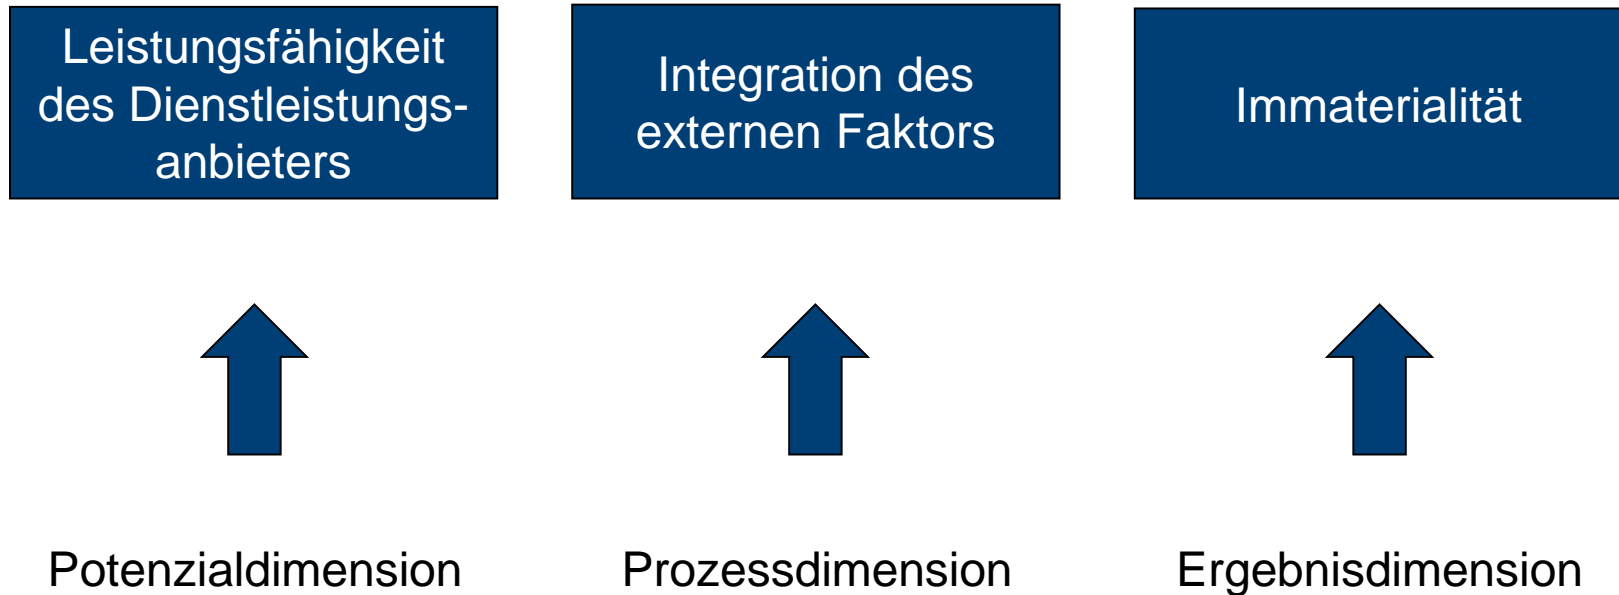 Leistungsfähigkeit
des Dienstleistungs-
anbieters
Integration des
externen Faktors
Immaterialität
Potenzialdimension
Prozessdimension
Ergebnisdimension